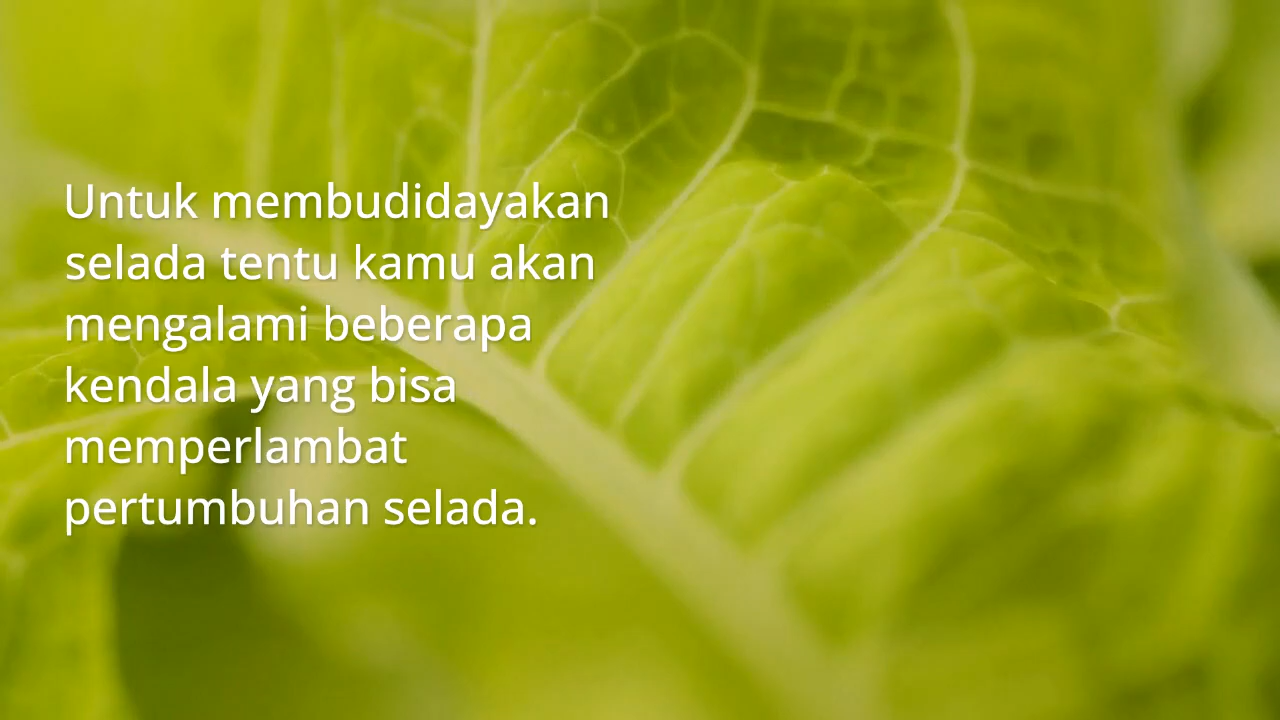 Untuk membudidayakan
selada tentu kamu akan
mengalami beberapa
kendala yang bisa
memperlambat
pertumbuhan selada.